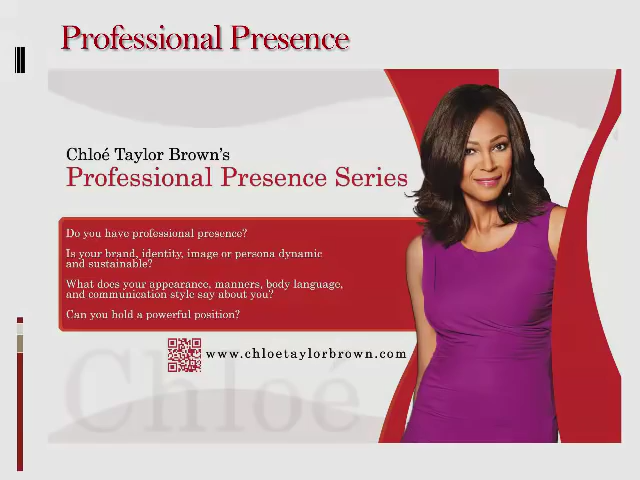 Professional Presence
Chloé Taylor Brown's
Professional Presence Series
Do you have professional presence?
Is your brand, identity, image or persona dynamic
and sustainable?
What does your appearance, manners, body language,
and communication style say about you?
Can you hold a powerful position?
www.chloetaylorbrown.com
Chloé